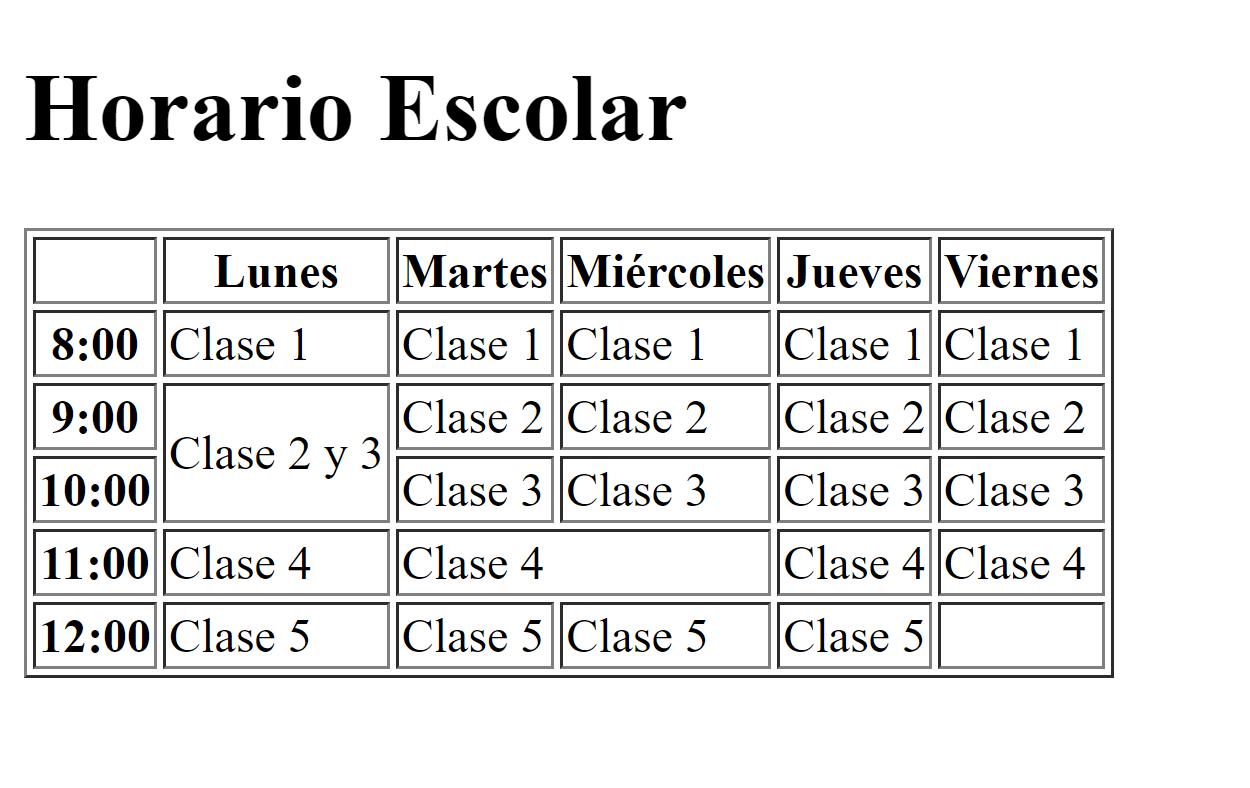 Horario Escolar
Lunes Martes Miércoles Jueves Viernes
8:00 Clase 1 Clase 1 Clase 1 Clase 1 Clase 1
9:00 Clase 2 y 3 Clase 2 Clase 2 Clase 2 Clase 2
10:00 Clase 3 Clase 3 Clase 3 Clase 3
11:00 Clase 4 Clase 4 Clase 4 Clase 4
12:00 Clase 5 Clase 5 Clase 5 Clase 5